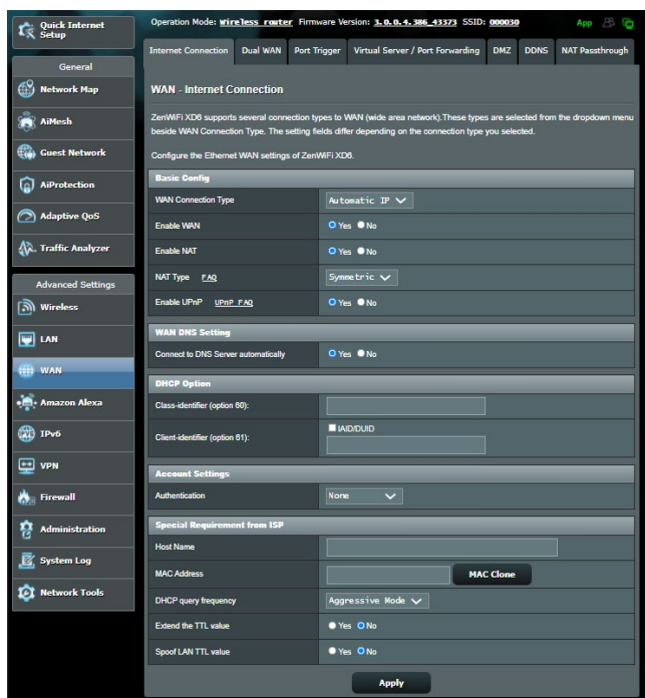 Quick Internet
Setup
Operation Mode: Wireless router Firmware Version: 3.0.0.4.386_43373 SSID: 000030
App
Internet Connection Dual WAN Port Trigger Virtual Server / Port Forwarding DMZ DDNS NAT Passthrough
General
Network Map
AiMesh
Guest Network
AiProtection
Adaptive QoS
Traffic Analyzer
Advanced Settings
Wireless
LAN
WAN
Amazon Alexa
IPv6
VPN
Firewall
Administration
System Log
Network Tools
WAN - Internet Connection
ZenWiFi XD6 supports several connection types to WAN (wide area network).These types are selected from the dropdown menu
beside WAN Connection Type. The setting fields differ depending on the connection type you selected.
Configure the Ethernet WAN settings of ZenWiFi XD6.
Basic Config
WAN Connection Type Automatic IP
Enable WAN Yes No
Enable NAT Yes No
NAT Type FAQ Symmetric
Enable UPnP UPnP FAQ Yes No
WAN DNS Setting
Connect to DNS Server automatically Yes No
DHCP Option
Class-identifier (option 60):
Client-identifier (option 61): IAID/DUID
Account Settings
Authentication None
Special Requirement from ISP
Host Name
MAC Address MAC Clone
DHCP query frequency Aggressive Mode
Extend the TTL value Yes No
Spoof LAN TTL value Yes No
Apply